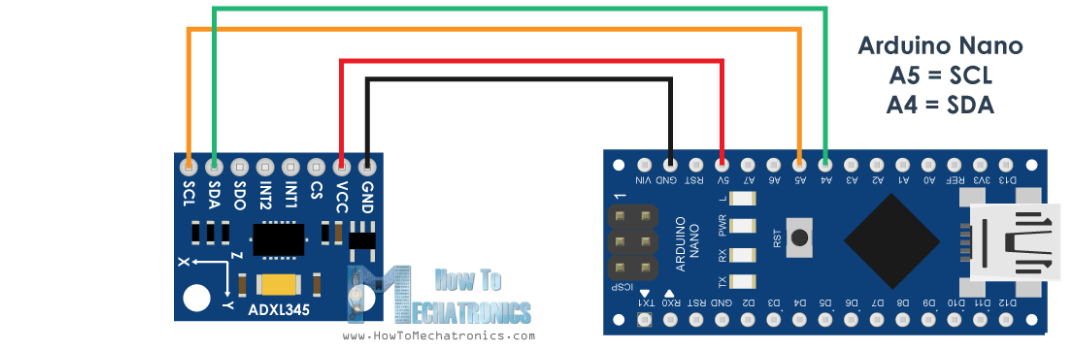 Arduino Nano
A5 = SCL
A4 = SDA
SCL
SDA
SDO
INT2
INT1
CS
VCC
GND
X
Z
Y
ADXL345
How To
MECHATRONICS
www.HowToMechatronics.com
VIN
GND
RST
5V
A7
A6
A5
A4
A3
A2
A1
A0
REF
3V3
D13
1
L
PWR
RX
TX
ARDUINO
NANO
RST
ICSP
TX1
RX0
RST
GND
D2
D3
D4
D5
D6
D7
D8
D9
D10
D11
D12